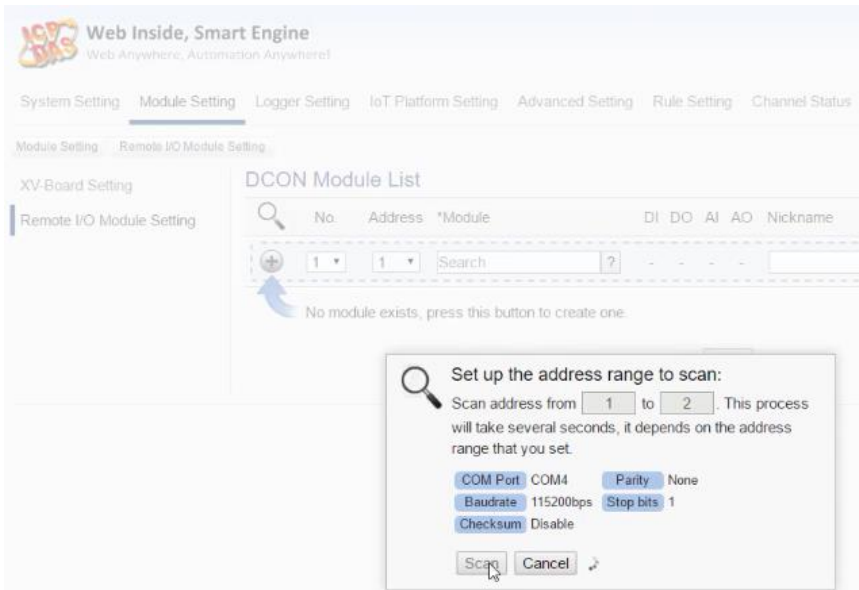 ICP DAS
Web Inside, Smart Engine
Web Anywhere, Automation Anywhere!
System Setting Module Setting Logger Setting IoT Platform Setting Advanced Setting Rule Setting Channel Status
Module Setting Remote I/O Module Setting
XV-Board Setting
Remote I/O Module Setting
DCON Module List
No. Address *Module DI DO AI AO Nickname
1 1 Search ? - - - -
No module exists, press this button to create one.
Set up the address range to scan:
Scan address from 1 to 2 . This process
will take several seconds, it depends on the address
range that you set.
COM Port COM4 Parity None
Baudrate 115200bps Stop bits 1
Checksum Disable
Scan Cancel